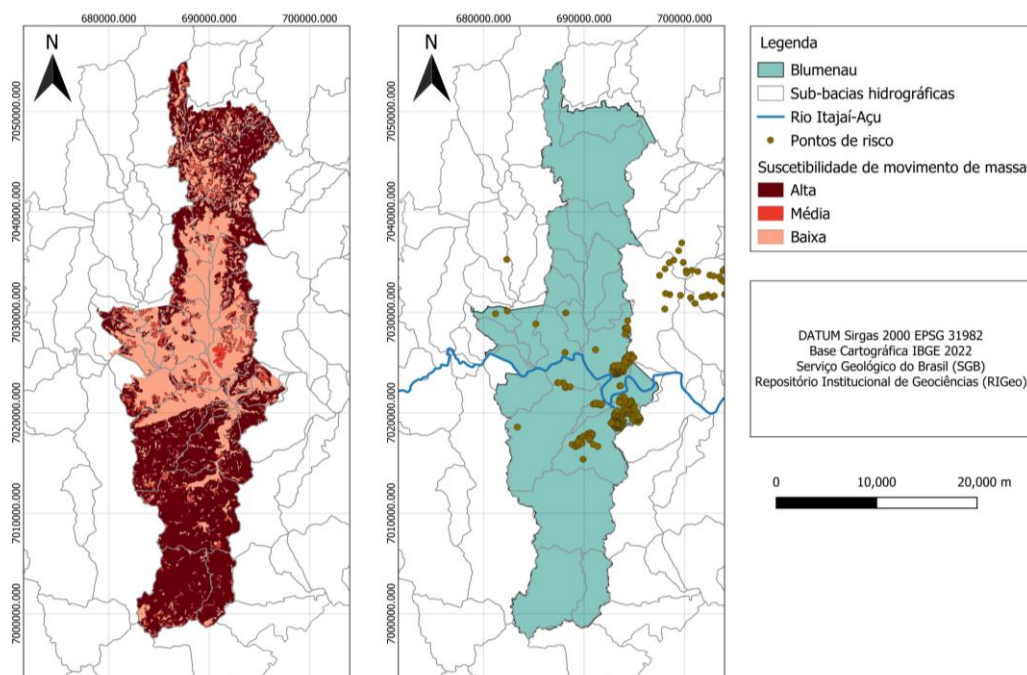 680000.000 690000.000 700000.000
N
7050000.000
7040000.000
7030000.000
7020000.000
7010000.000
7000000.000
680000.000 690000.000 700000.000
N
7050000.000
7040000.000
7030000.000
7020000.000
7010000.000
7000000.000
Legenda
Blumenau
Sub-bacias hidrográficas
Rio Itajaí-Açu
Pontos de risco
Suscetibilidade de movimento de massa
Alta
Média
Baixa
DATUM Sirgas 2000 EPSG 31982
Base Cartográfica IBGE 2022
Serviço Geológico do Brasil (SGB)
Repositório Institucional de Geociências (RIGeo)
0 10,000 20,000 m